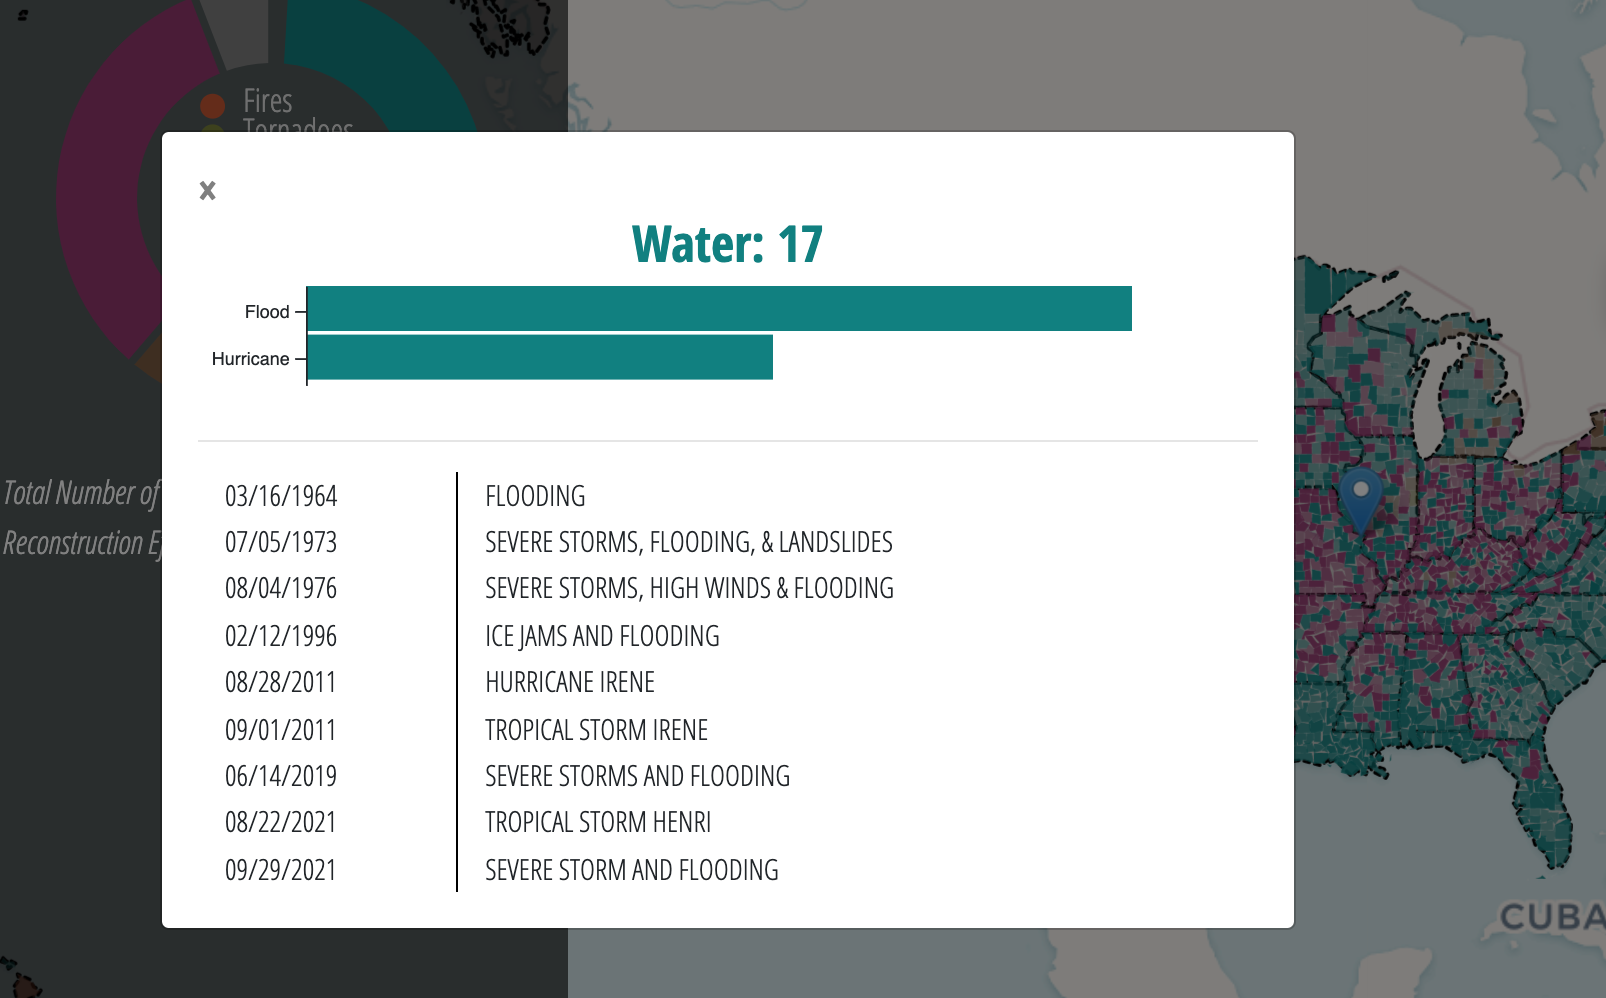 Fires
Tornadoes
x
Water: 17
Flood
Hurricane
Total Number of
Reconstruction
03/16/1964 FLOODING
07/05/1973 SEVERE STORMS, FLOODING, & LANDSLIDES
08/04/1976 SEVERE STORMS, HIGH WINDS & FLOODING
02/12/1996 ICE JAMS AND FLOODING
08/28/2011 HURRICANE IRENE
09/01/2011 TROPICAL STORM IRENE
06/14/2019 SEVERE STORMS AND FLOODING
08/22/2021 TROPICAL STORM HENRI
09/29/2021 SEVERE STORM AND FLOODING
CUBA